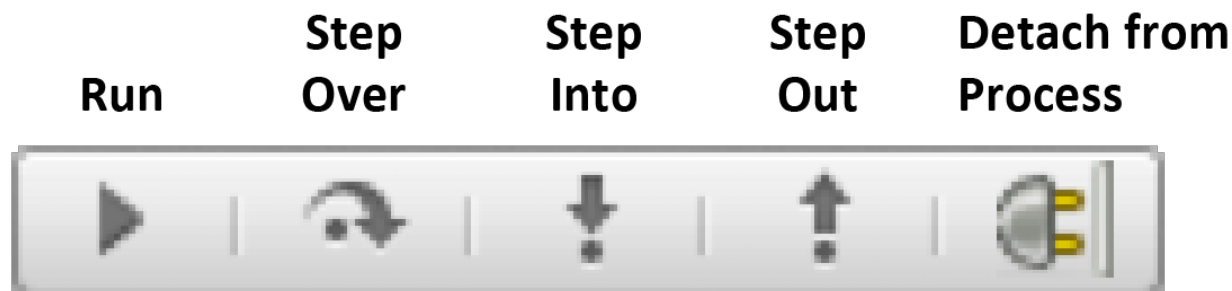 Run
Step
Over
Step
Into
Step
Out
Detach from
Process